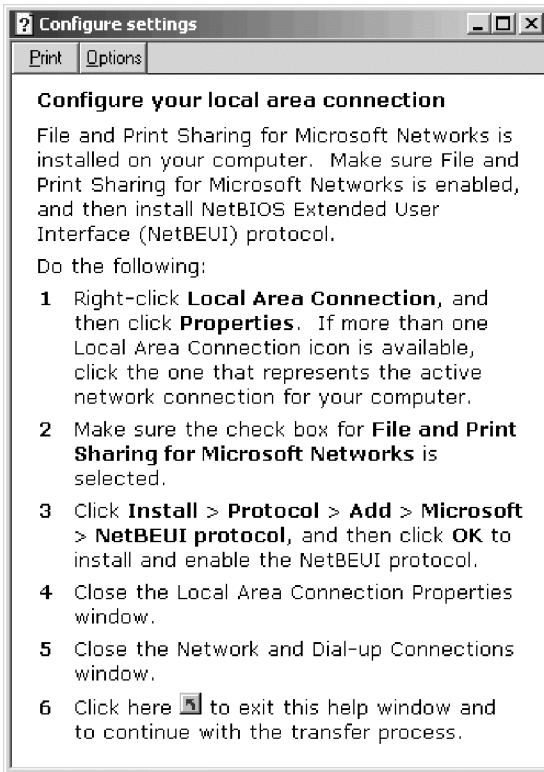 Configure settings
Print Options
Configure your local area connection
File and Print Sharing for Microsoft Networks is
installed on your computer. Make sure File and
Print Sharing for Microsoft Networks is enabled,
and then install NetBIOS Extended User
Interface (NetBEUI) protocol.
Do the following:
1 Right-click Local Area Connection, and
then click Properties. If more than one
Local Area Connection icon is available,
click the one that represents the active
network connection for your computer.
2 Make sure the check box for File and Print
Sharing for Microsoft Networks is
selected.
3 Click Install > Protocol > Add > Microsoft
> NetBEUI protocol, and then click OK to
install and enable the NetBEUI protocol.
4 Close the Local Area Connection Properties
window.
5 Close the Network and Dial-up Connections
window.
6 Click here to exit this help window and
to continue with the transfer process.